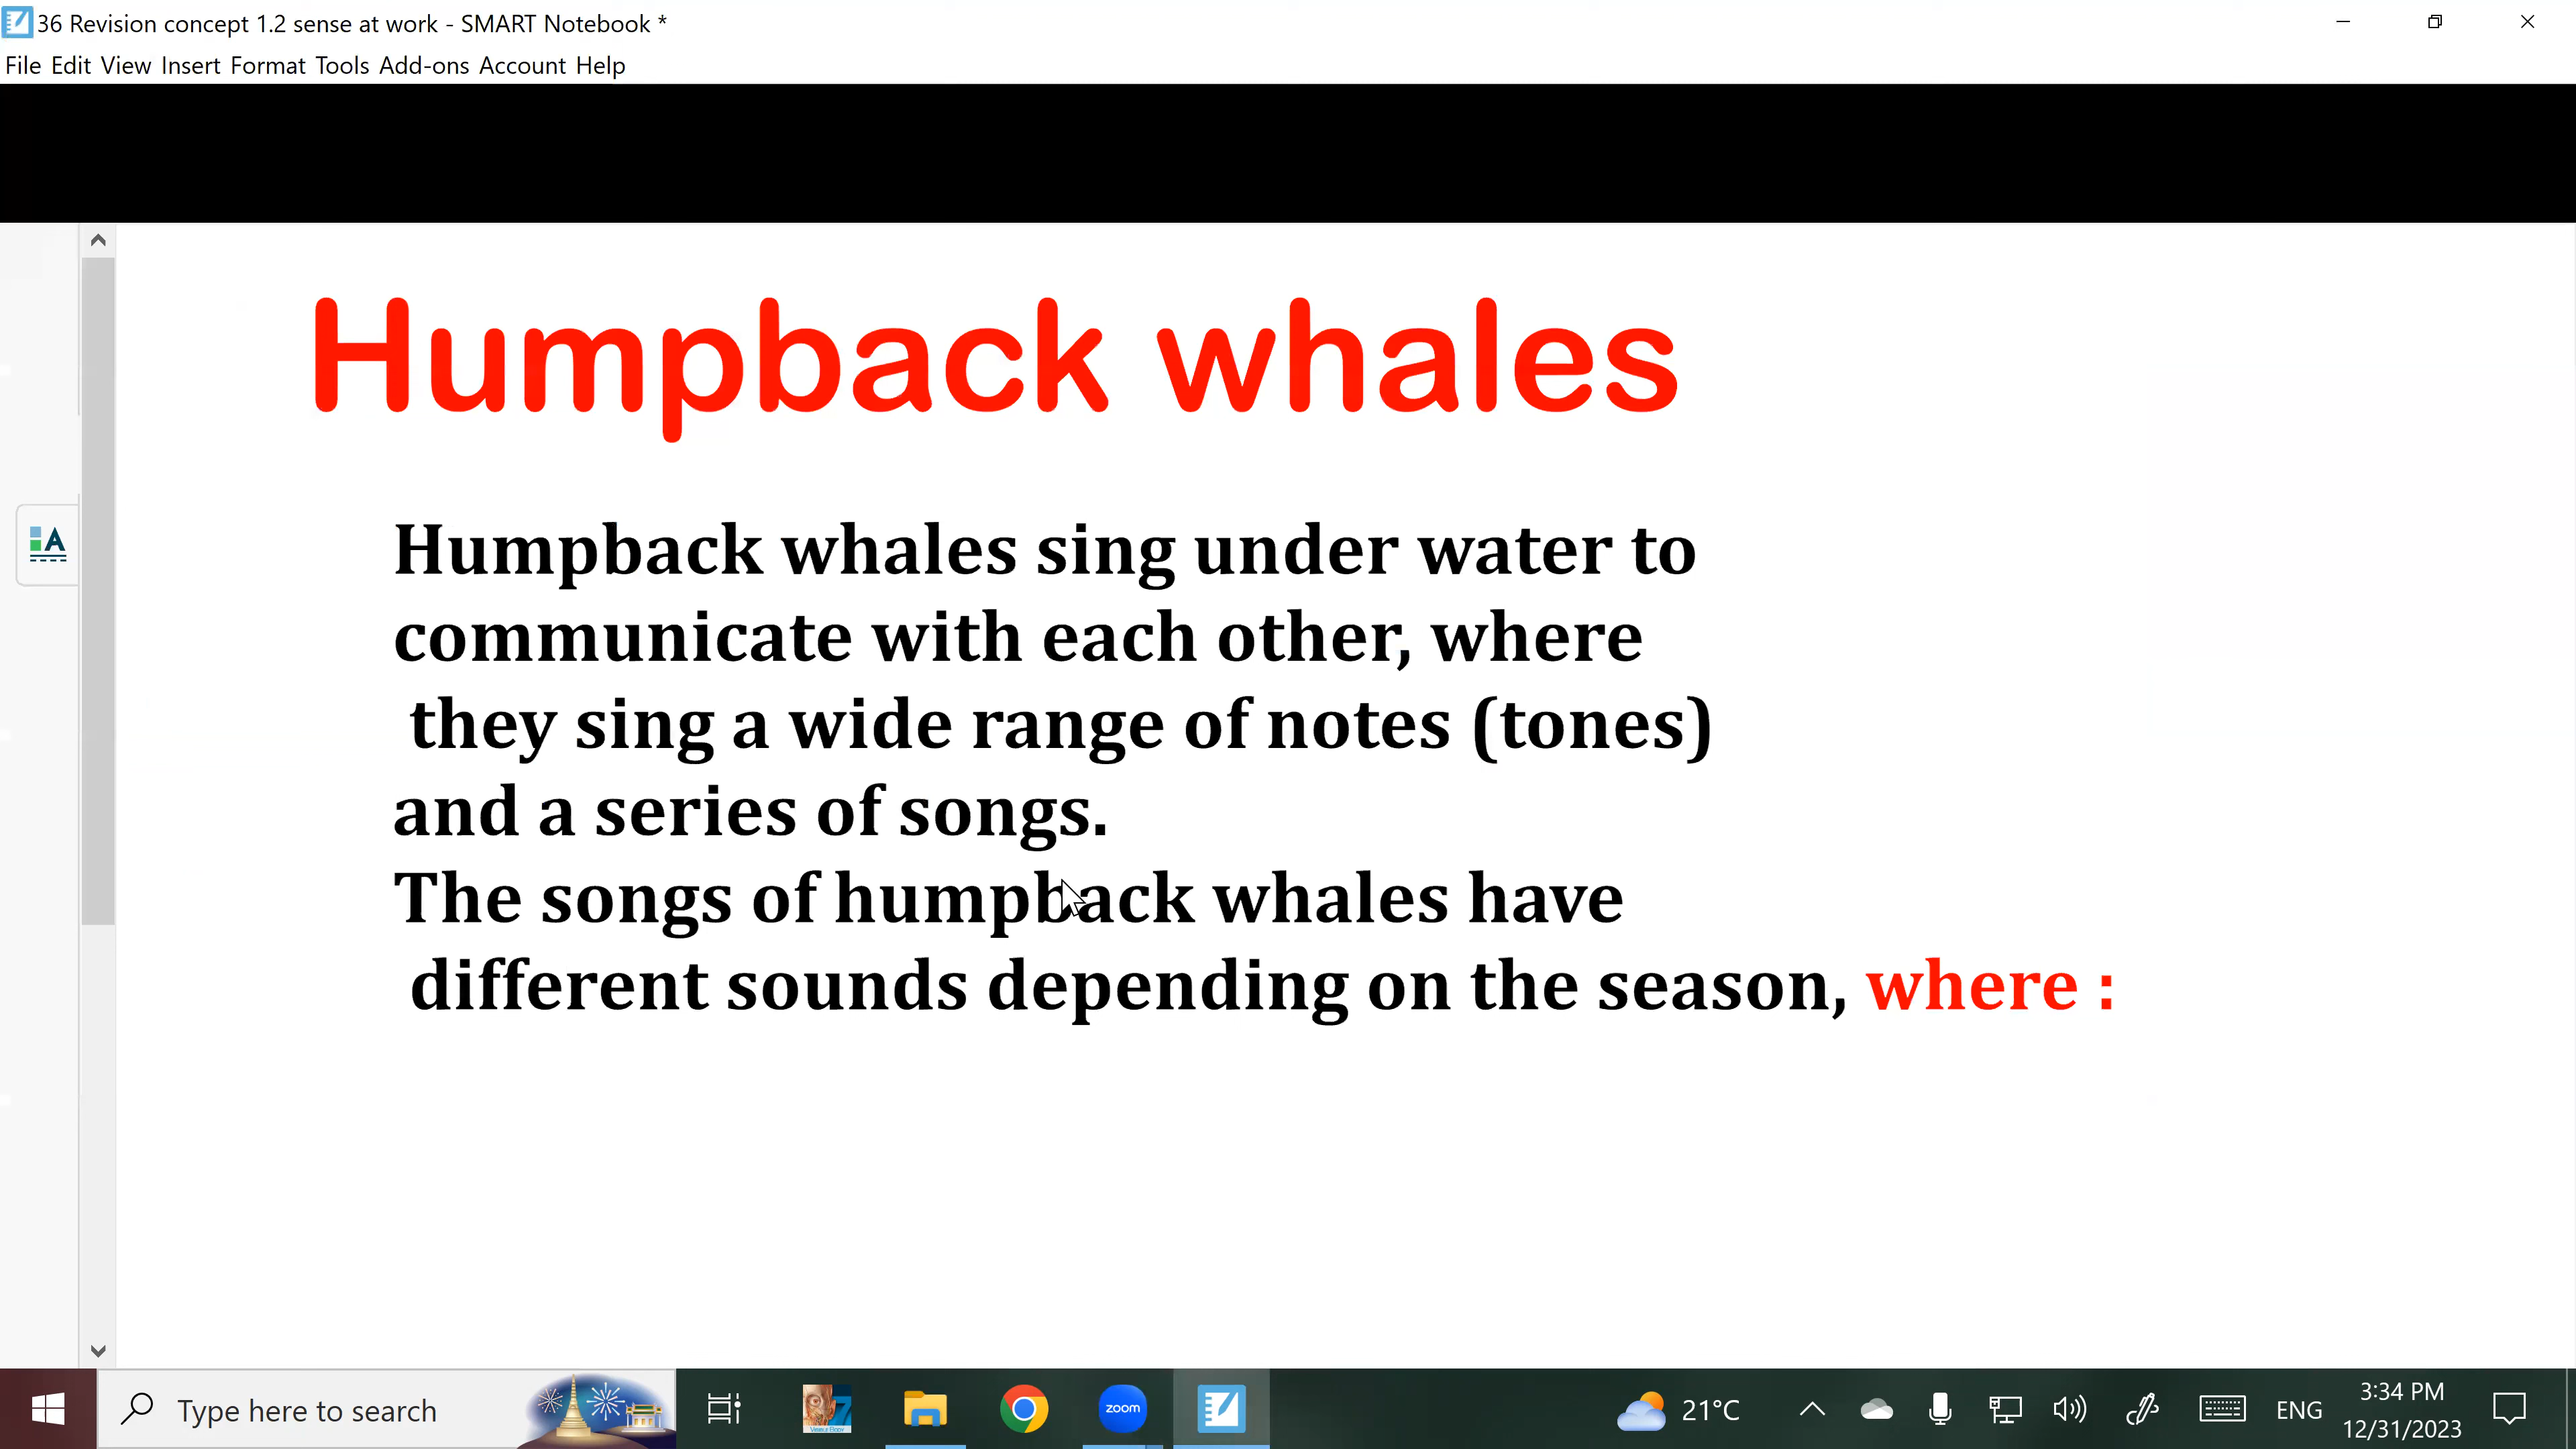 36 Revision concept 1.2 sense at work - SMART Notebook *
File Edit View Insert Format Tools Add-ons Account Help
Humpback whales
Humpback whales sing under water to
communicate with each other, where
they sing a wide range of notes (tones)
and a series of songs.
The songs of humpback whales have
different sounds depending on the season, where :
A
Type here to search
7
zoom
21°C
ENG
3:34 PM
12/31/2023